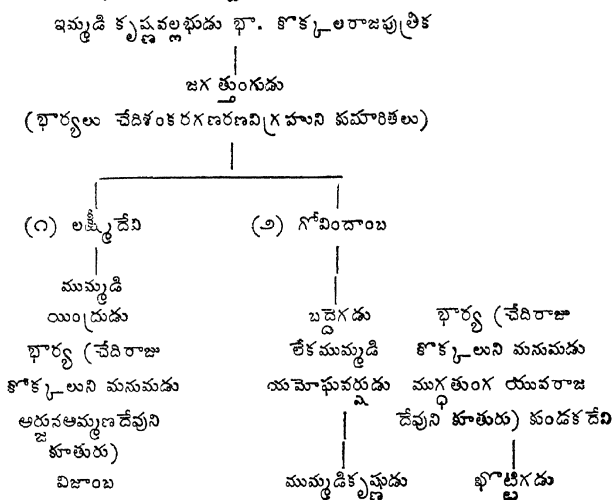 ఇమ్మడి కృష్ణవల్లభుడు భా. కొక్కలరాజపుత్రిక
జగత్తుంగుడు
(భార్యలు చేదిశంకరగణరణవిగ్రహుని కుమారితలు)
(౧) లక్ష్మీదేవి (౨) గోవిందాంబ
ముమ్మడి
యింద్రుడు బద్దెగడు భార్య (చేదిరాజు
భార్య (చేదిరాజు లేకముమ్మడి కొక్కలుని మనుమడు
కోక్కలుని మనుమడు యమోఘవర్షుడు ముగ్ధతుంగ యువరాజ
అర్జునఅమ్మణదేవుని దేవుని కూతురు) కుండకదేవి
కూతురు)
విజాంబ ముమ్మడికృష్ణుడు ఖొట్టిగడు